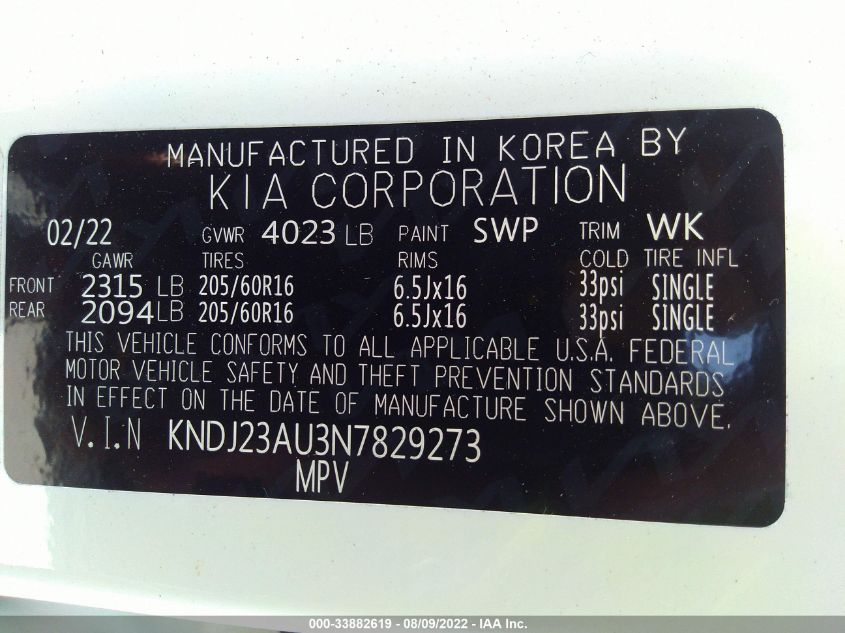 MANUFACTURED IN KOREA BY
KIA CORPORATION
02/22 GVWR 4023 LB PAINT SWP TRIM WK
GAWR TIRES RIMS COLD TIRE INFL
FRONT 2315 LB 205/60R16 6.5Jx16 33psi SINGLE
REAR 2094 LB 205/60R16 6.5Jx16 33psi SINGLE
THIS VEHICLE CONFORMS TO ALL APPLICABLE U.S.A. FEDERAL
MOTOR VEHICLE SAFETY AND THEFT PREVENTION STANDARDS
IN EFFECT ON THE DATE OF MANUFACTURE SHOWN ABOVE.
V.I.N KNDJ23AU3N7829273
MPV
000-33882619 - 08/09/2022 - IAA Inc.